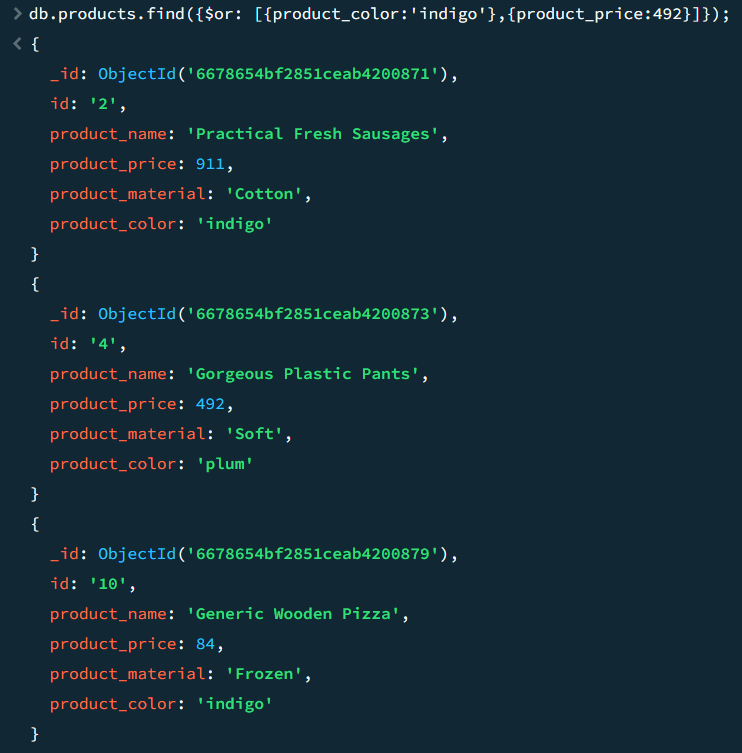 > db.products.find({$or: [{product_color:'indigo'},{product_price:492}]});
< {
_id: ObjectId('6678654bf2851ceab4200871'),
id: '2',
product_name: 'Practical Fresh Sausages',
product_price: 911,
product_material: 'Cotton',
product_color: 'indigo'
}
{
_id: ObjectId('6678654bf2851ceab4200873'),
id: '4',
product_name: 'Gorgeous Plastic Pants',
product_price: 492,
product_material: 'Soft',
product_color: 'plum'
}
{
_id: ObjectId('6678654bf2851ceab4200879'),
id: '10',
product_name: 'Generic Wooden Pizza',
product_price: 84,
product_material: 'Frozen',
product_color: 'indigo'
}